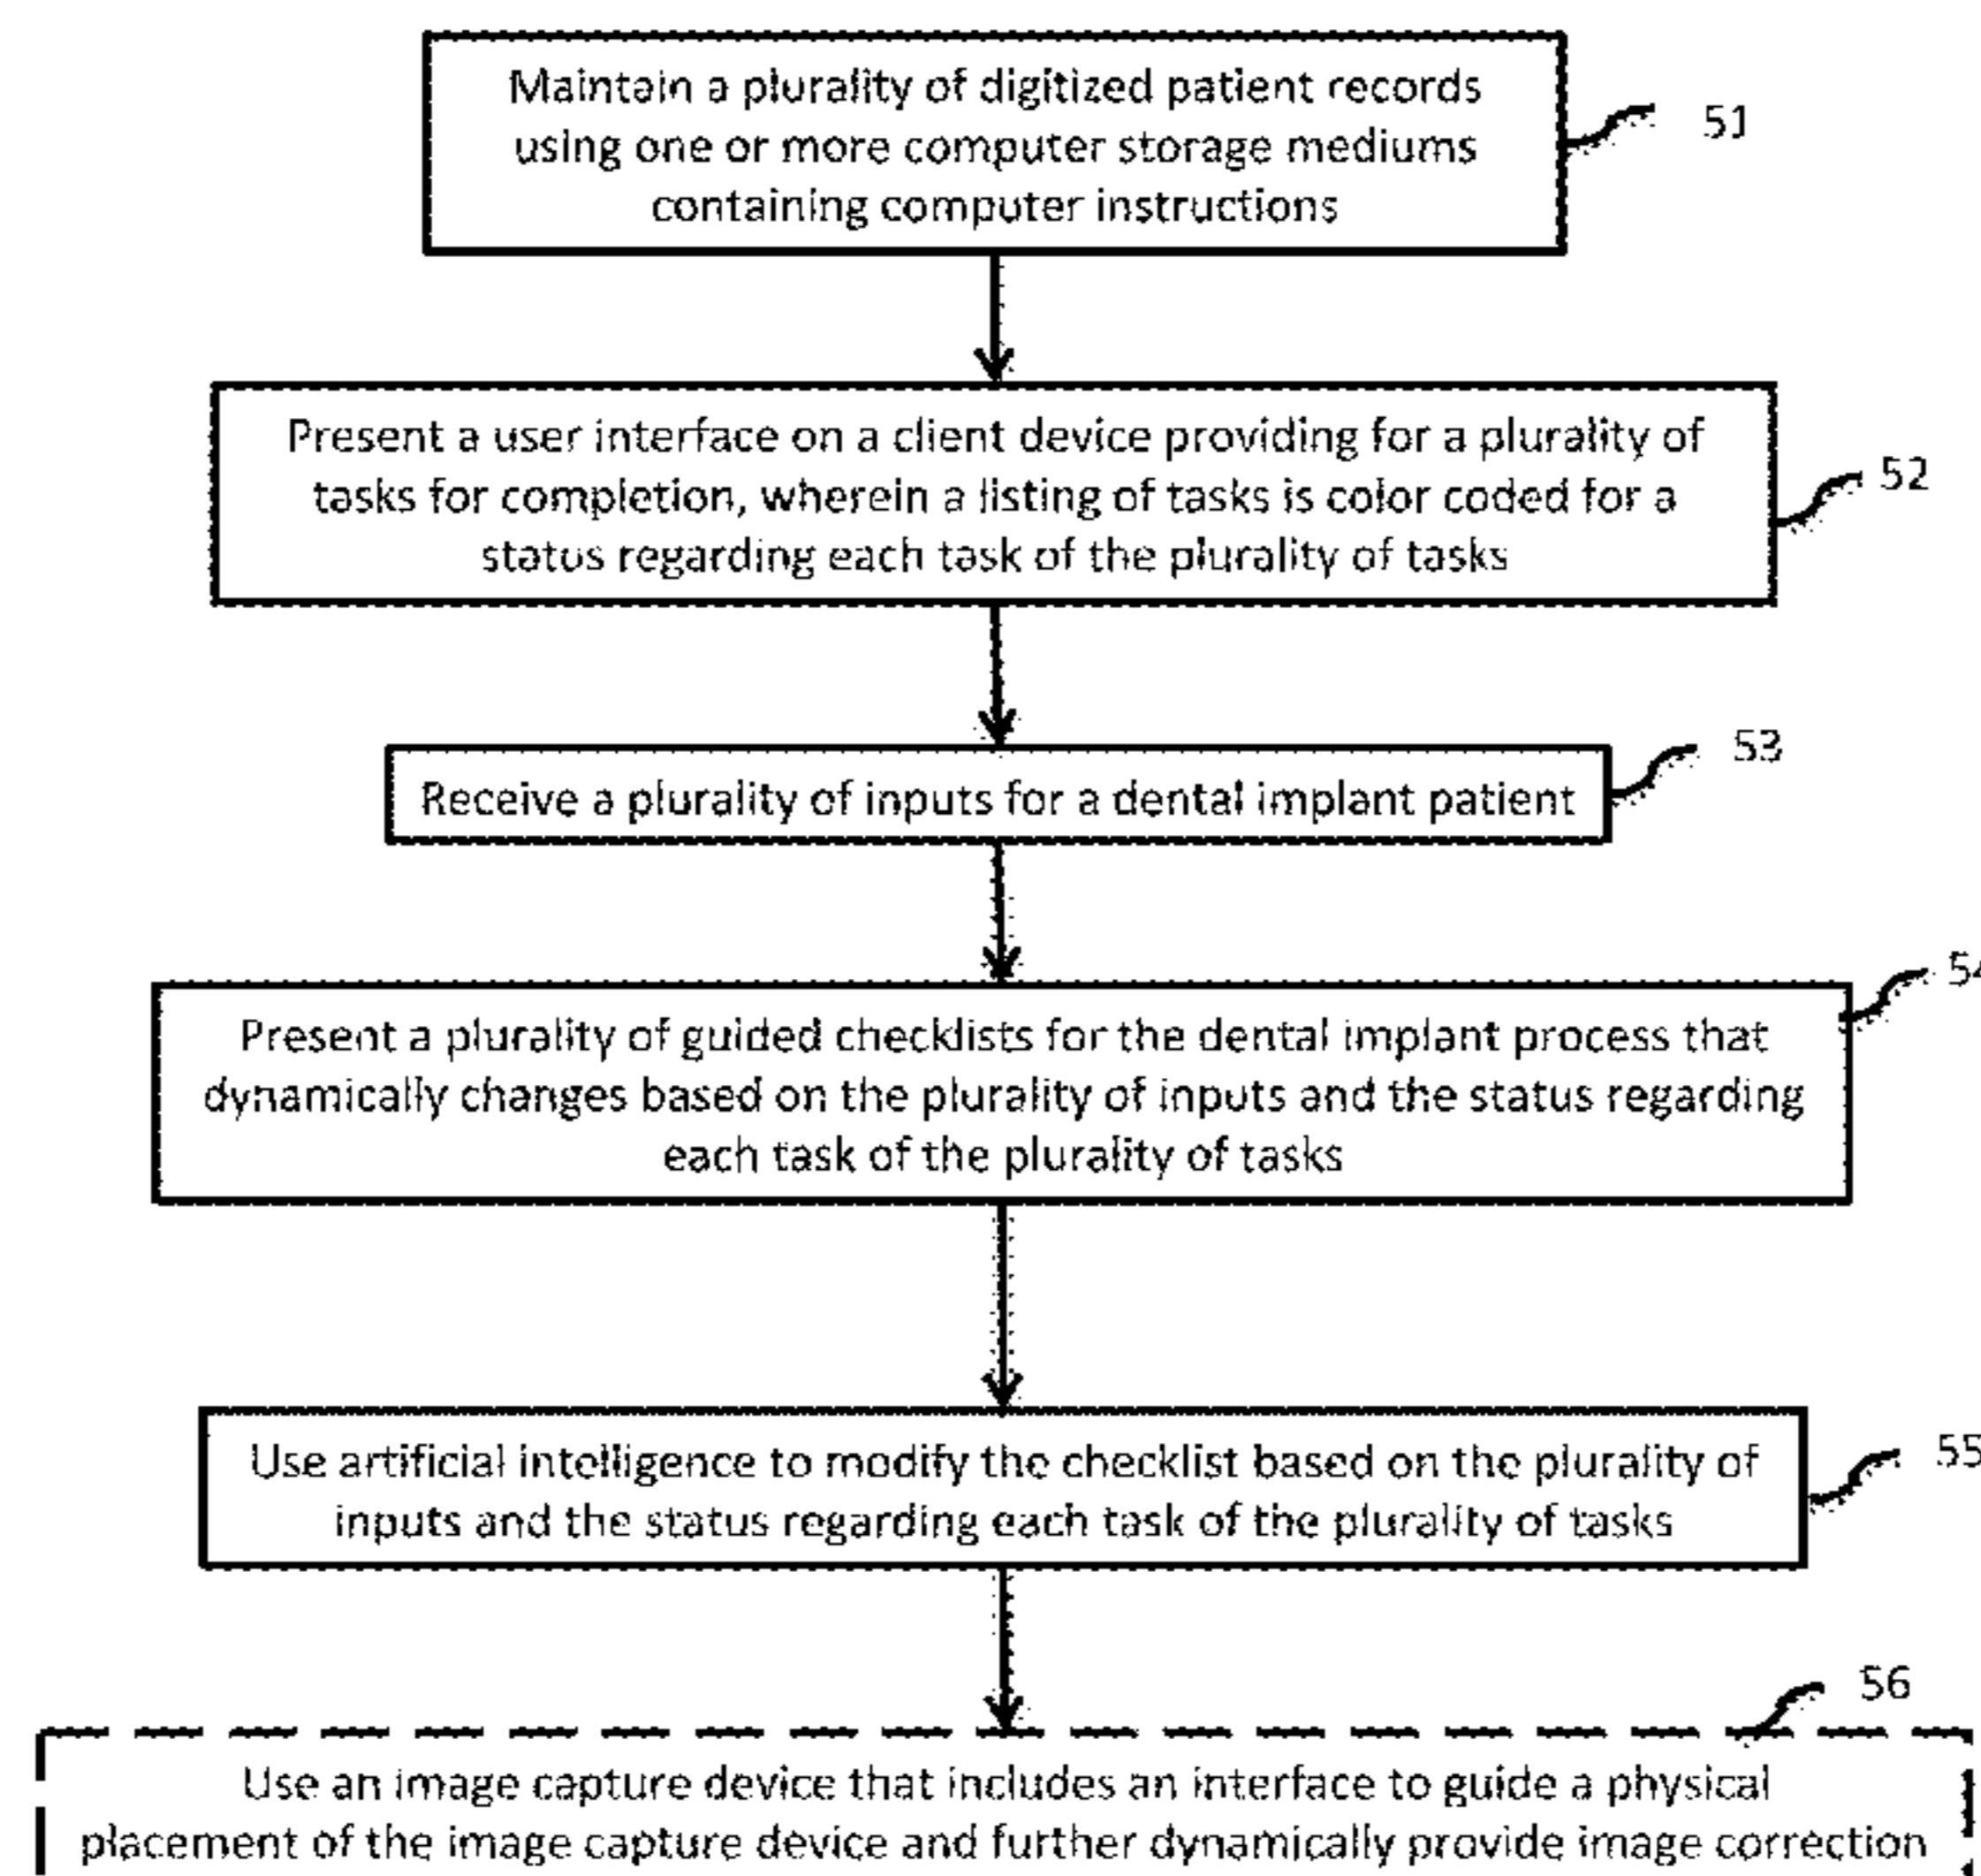 Maintain a plurality of digitized patient records
using one or more computer storage mediums
containing computer instructions
51
Present a user interface on a client device providing for a plurality of
tasks for completion, wherein a listing of tasks is color coded for a
status regarding each task of the plurality of tasks
52
Receive a plurality of inputs for a dental implant patient
53
Present a plurality of guided checklists for the dental implant process that
dynamically changes based on the plurality of inputs and the status regarding
each task of the plurality of tasks
54
Use artificial intelligence to modify the checklist based on the plurality of
inputs and the status regarding each task of the plurality of tasks
55
56
Use an image capture device that includes an interface to guide a physical
placement of the image capture device and further dynamically provide image correction